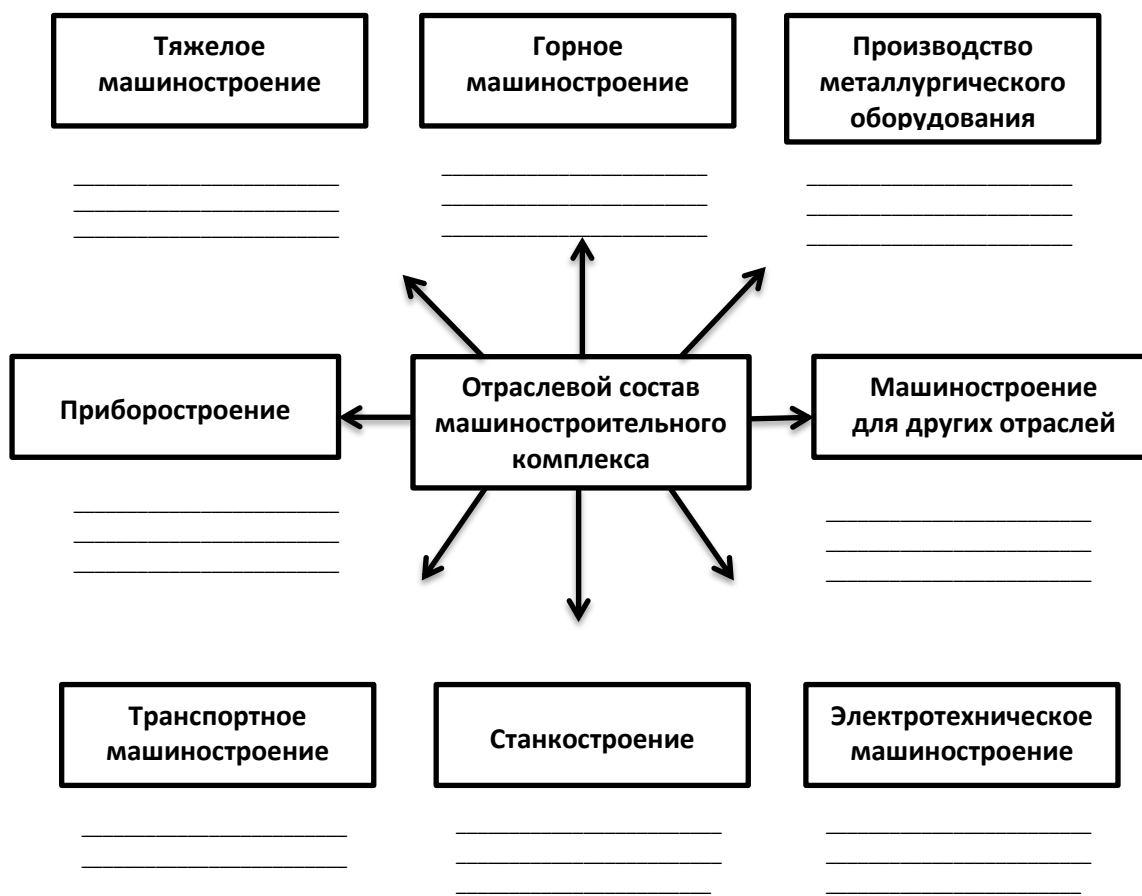 Тяжелое
машиностроение
Горное
машиностроение
Производство
металлургического
оборудования
Приборостроение
Отраслевой состав
машиностроительного
комплекса
Машиностроение
для других отраслей
Транспортное
машиностроение
Станкостроение
Электротехническое
машиностроение